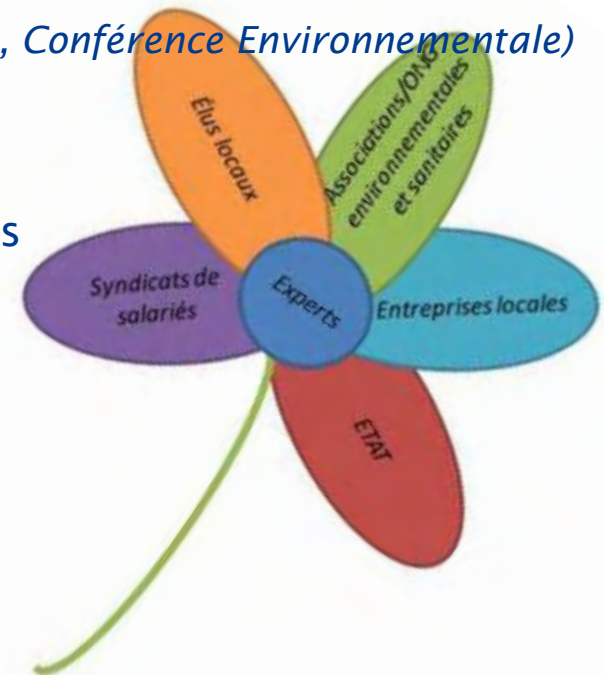 , Conférence Environnementale)
Élus locaux
Associations/ONG
environnementales
et sanitaires
s
Syndicats de
salariés
Experts
Entreprises locales
ETAT